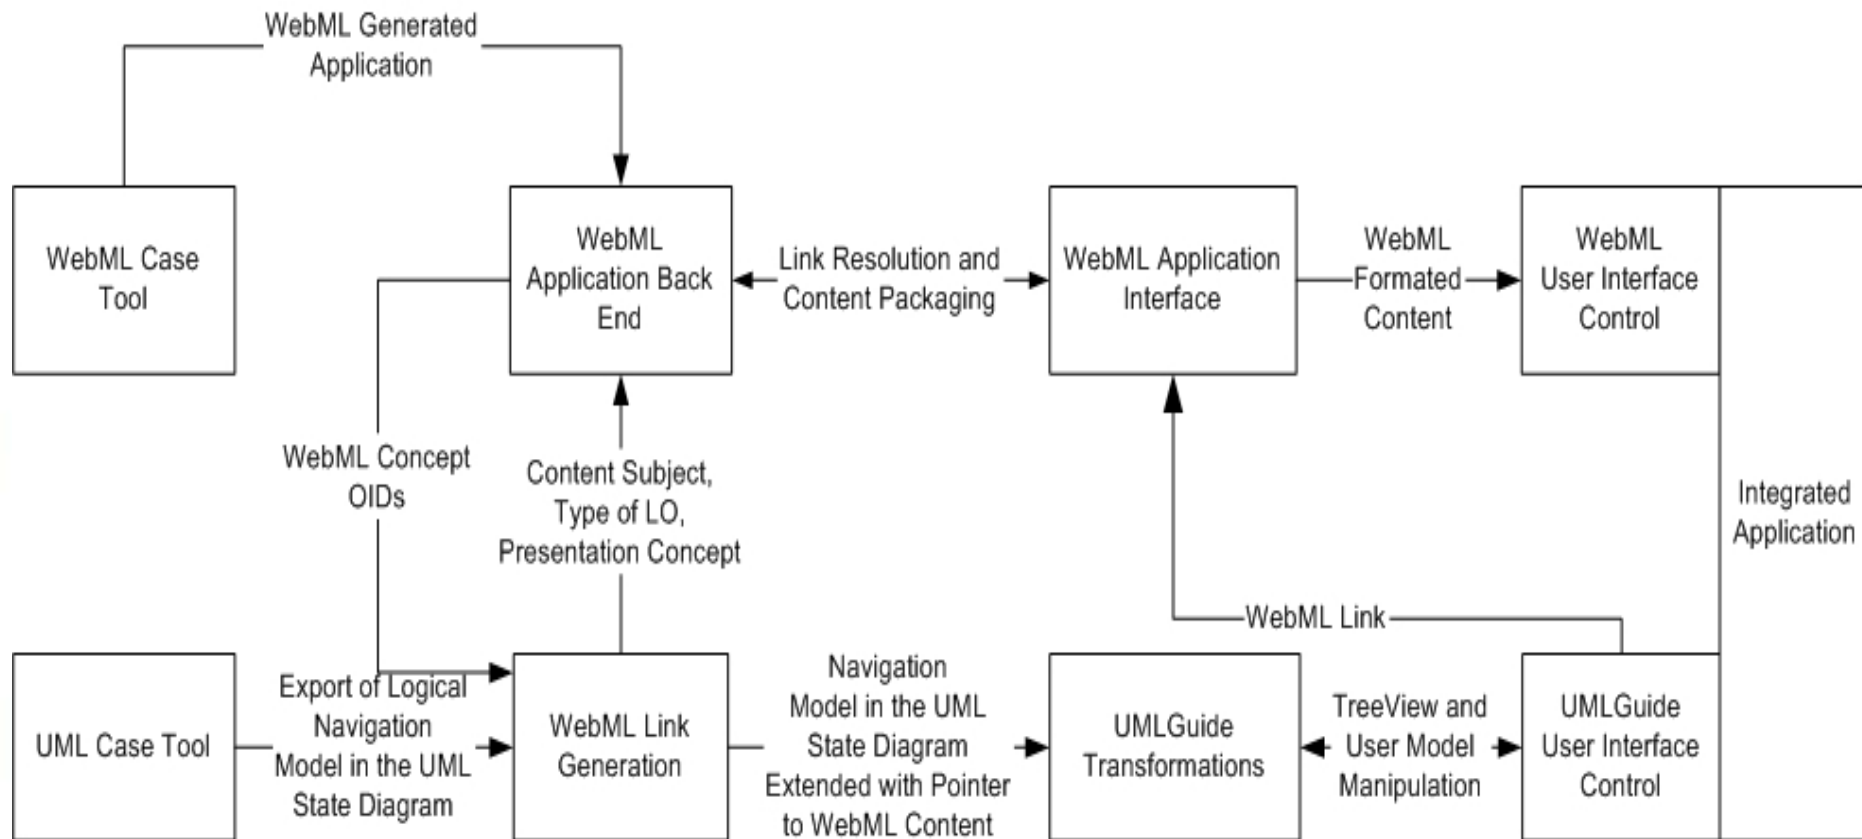 WebML Generated
Application
WebML Case
Tool
WebML
Application Back
End
Link Resolution and
Content Packaging
WebML Application
Interface
WebML
Formated
Content
WebML
User Interface
Control
WebML Concept
OIDs
Content Subject,
Type of LO,
Presentation Concept
Integrated
Application
WebML Link
UML Case Tool
Export of Logical
Navigation
Model in the UML
State Diagram
WebML Link
Generation
Navigation
Model in the UML
State Diagram
Extended with Pointer
to WebML Content
UMLGuide
Transformations
TreeView and
User Model
Manipulation
UMLGuide
User Interface
Control